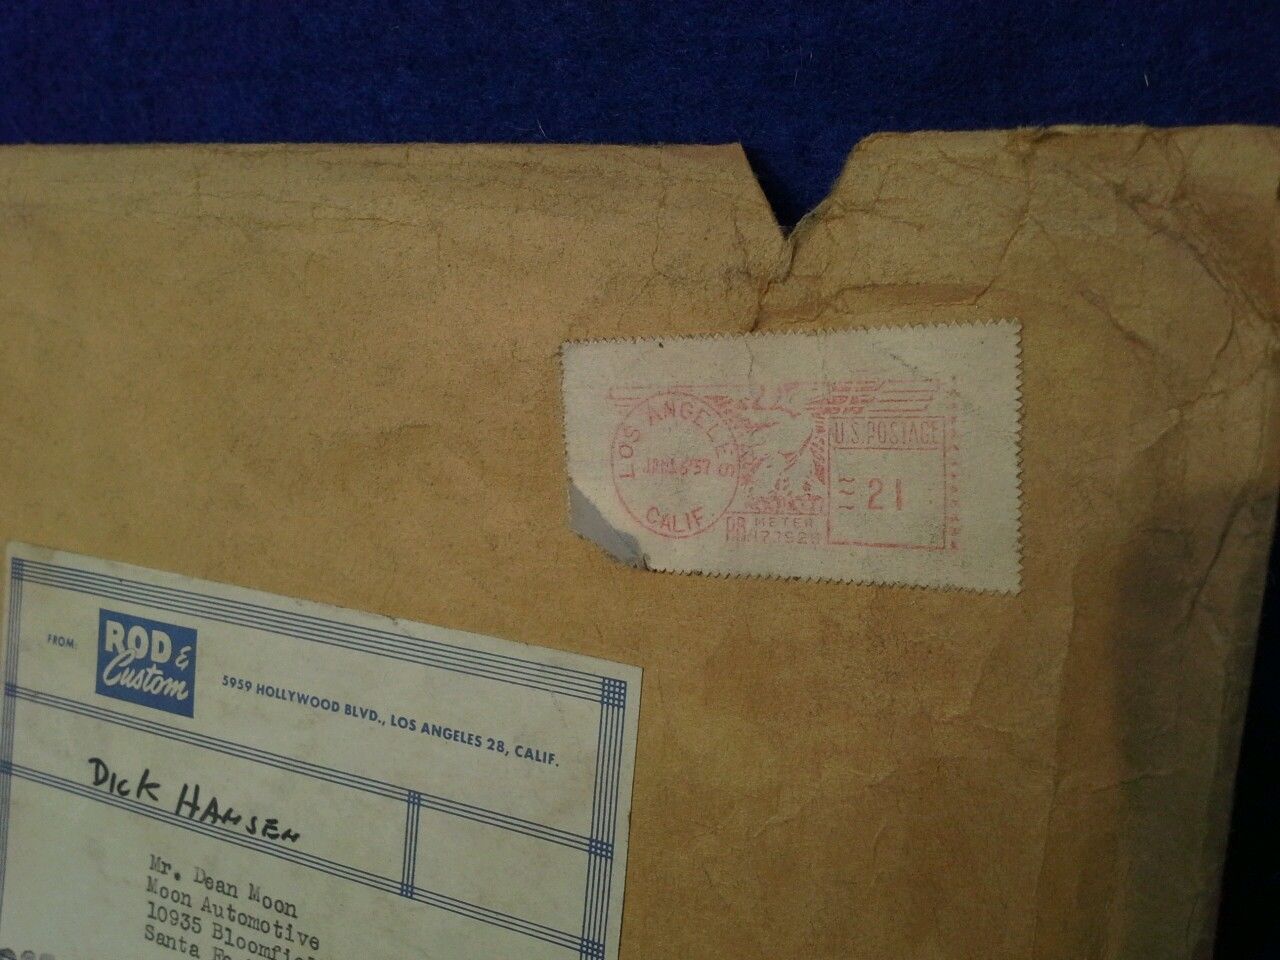 LOS ANGELES
CALIF
U.S. POSTAGE
21
P.B. METER
FROM: ROD & Custom
5959 HOLLYWOOD BLVD., LOS ANGELES 28, CALIF.
DICK HANSEN
Mr. Dean Moon
Moon Automotive
10935
Santa